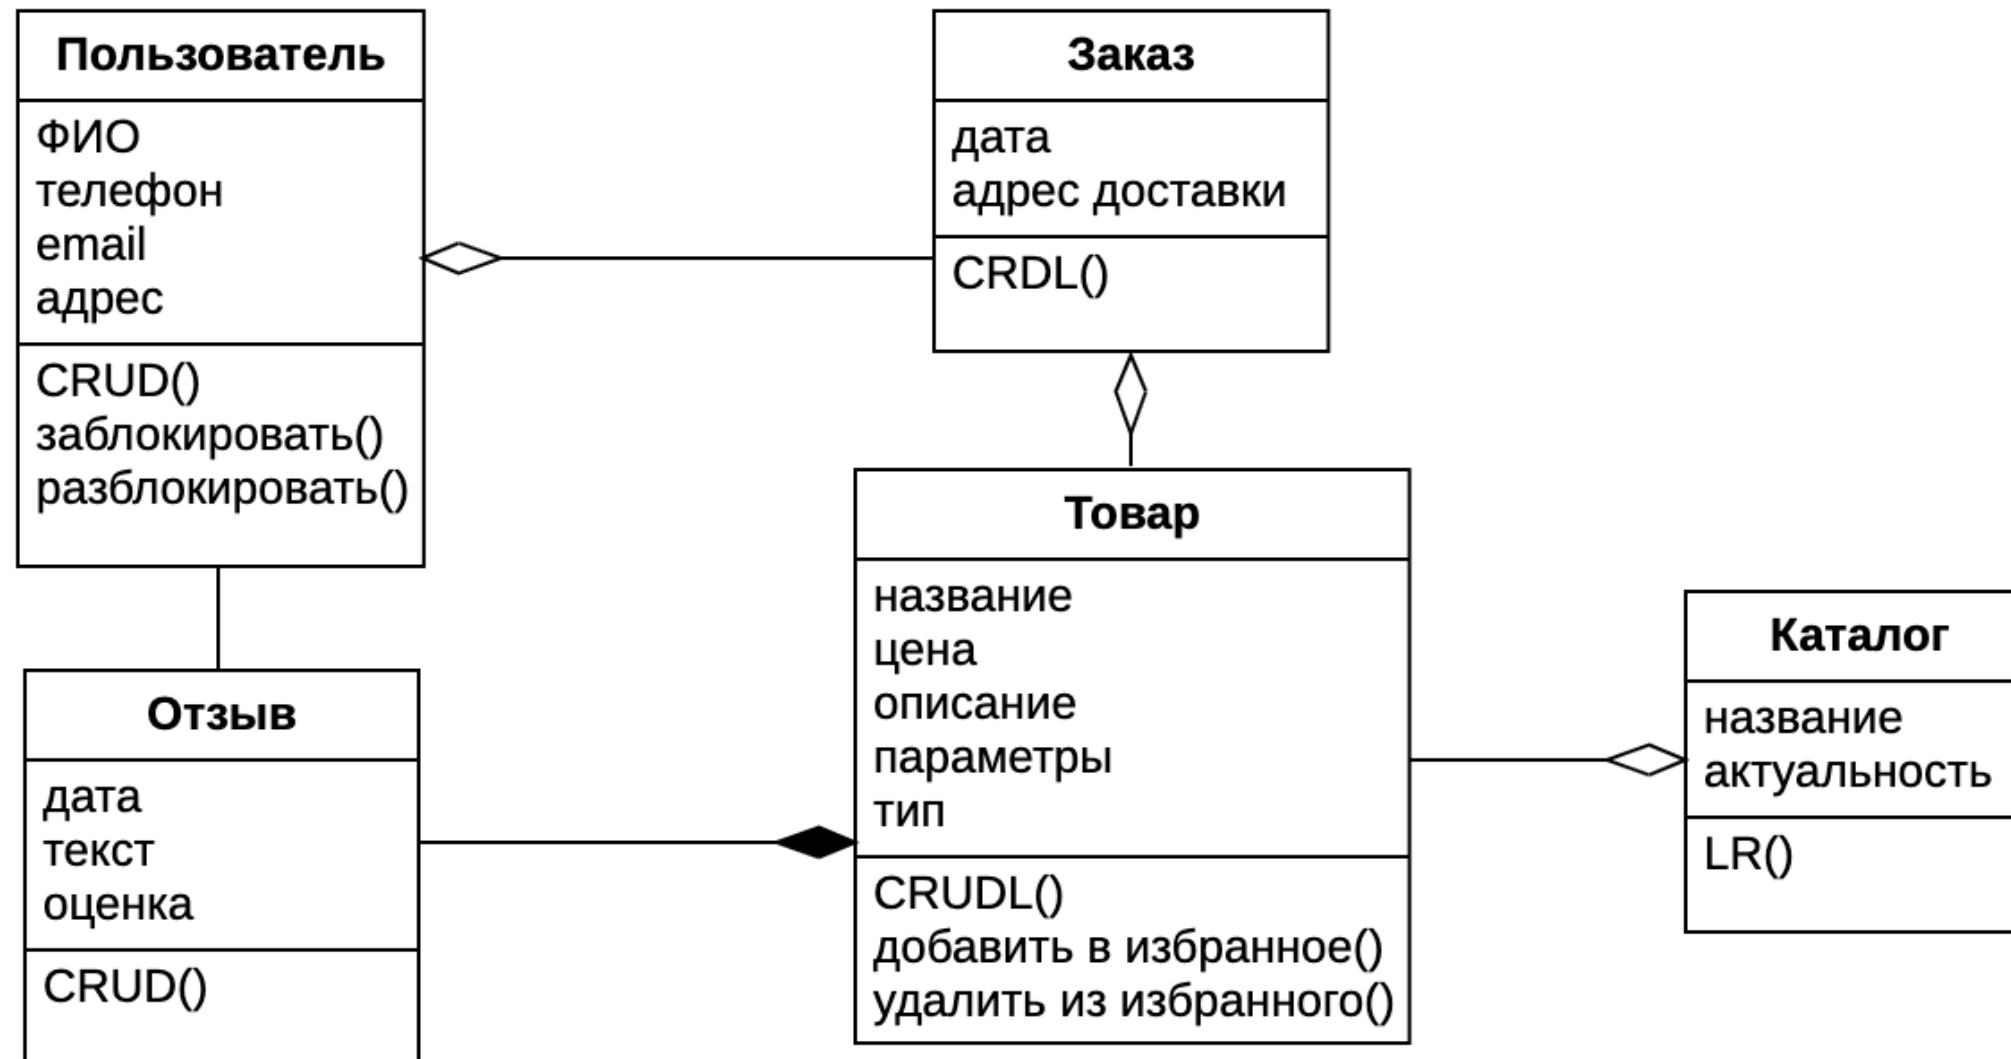 Пользователь
ФИО
телефон
email
адрес
CRUD()
заблокировать()
разблокировать()
Заказ
дата
адрес доставки
CRDL()
Товар
название
цена
описание
параметры
тип
CRUDL()
добавить в избранное()
удалить из избранного()
Каталог
название
актуальность
LR()
Отзыв
дата
текст
оценка
CRUD()